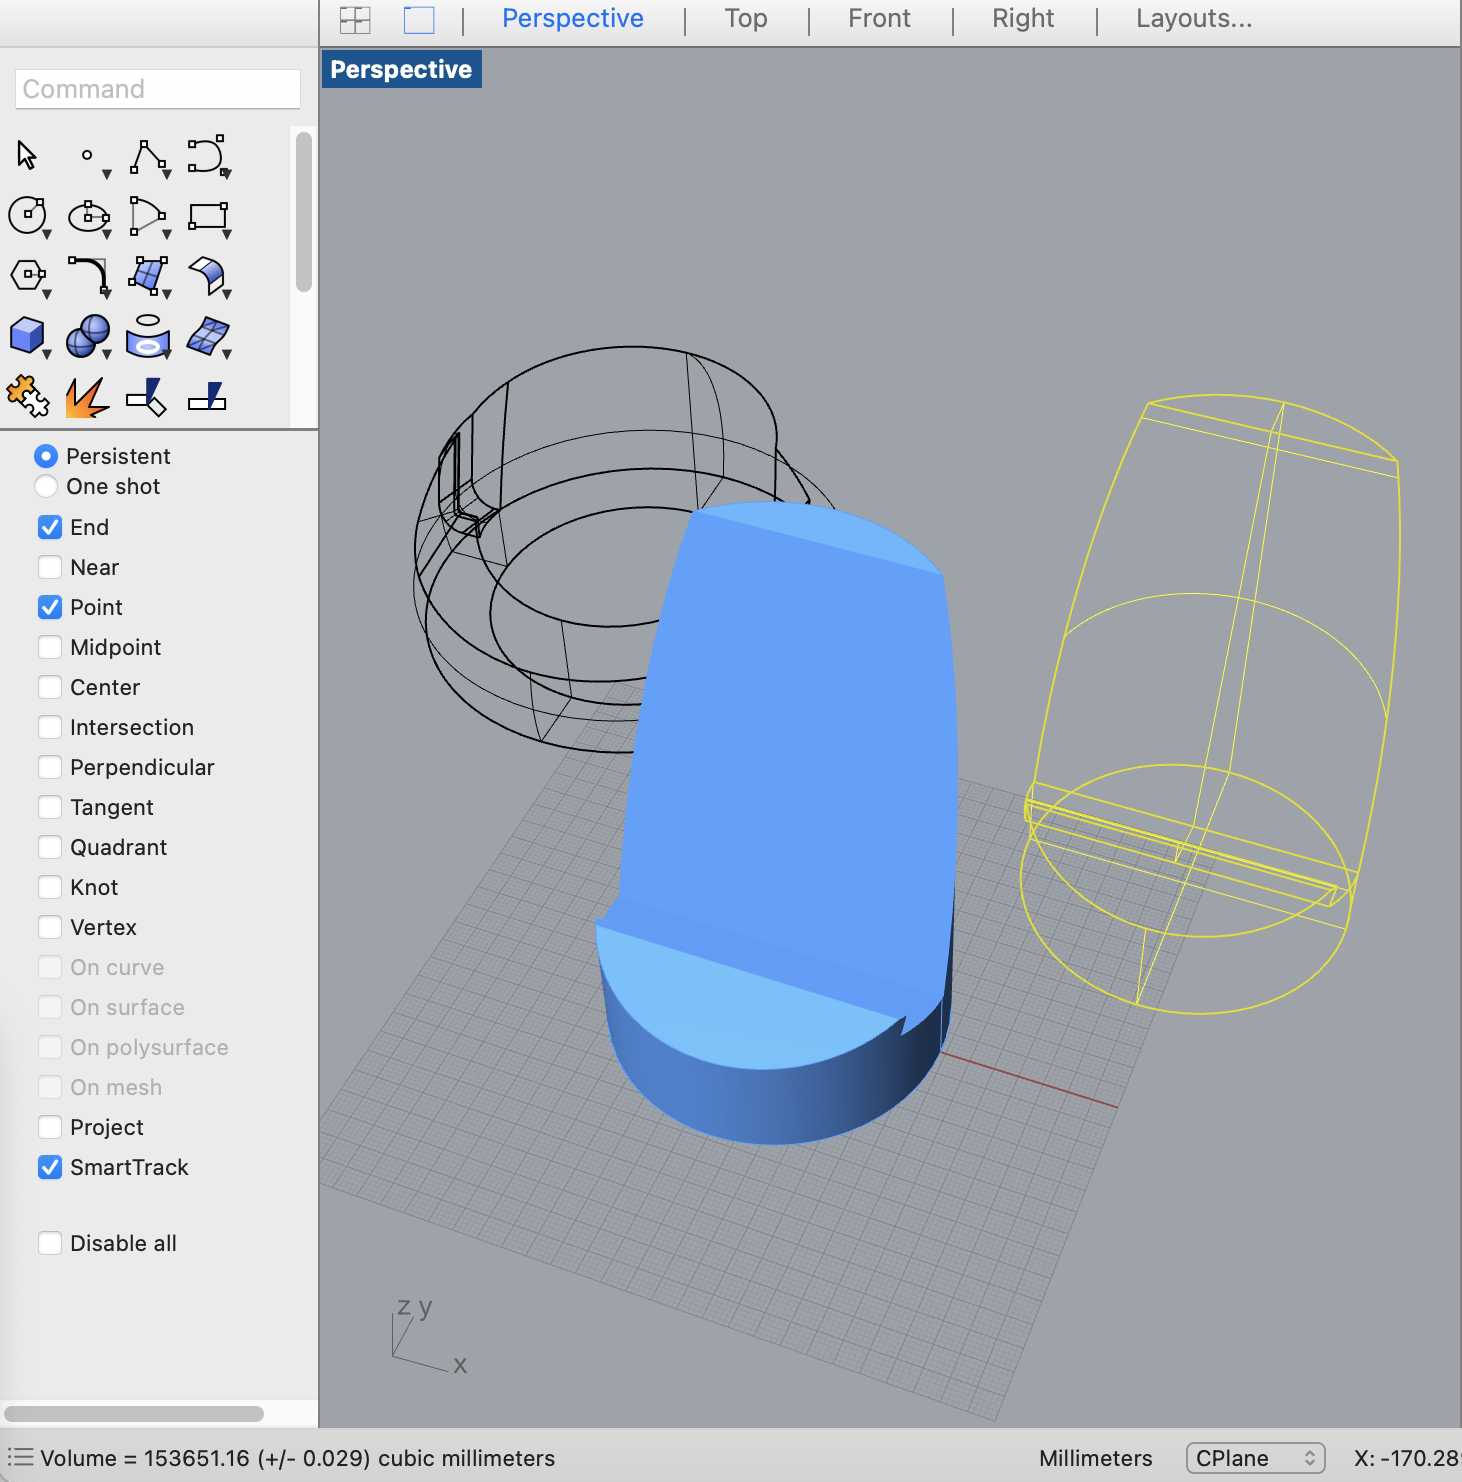 Perspective
Top
Front
Right
Layouts...
Perspective
Command
Persistent
One shot
End
Near
Point
Midpoint
Center
Intersection
Perpendicular
Tangent
Quadrant
Knot
Vertex
On curve
On surface
On polysurface
On mesh
Project
SmartTrack
Disable all
z y
x
Volume = 153651.16 (+/- 0.029) cubic millimeters
Millimeters
CPlane
X: -170.28